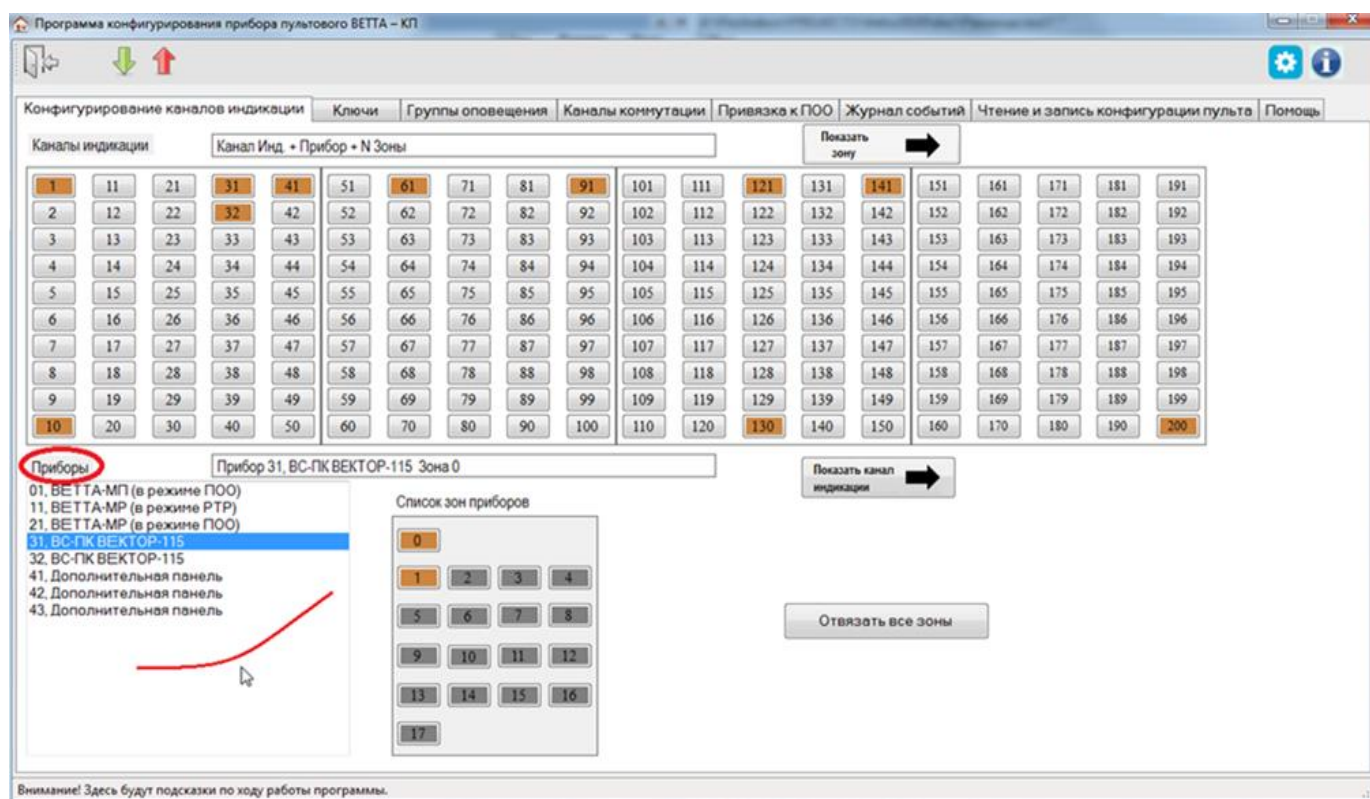 Программа конфигурирования прибора пультового ВЕТТА – КП
Конфигурирование каналов индикации Ключи Группы оповещения Каналы коммутации Привязка к ПОО Журнал событий Чтение и запись конфигурации пульта Помощь
Каналы индикации Канал Инд. + Прибор + N Зоны Показать
зону
1 11 21 31 41 51 61 71 81 91 101 111 121 131 141 151 161 171 181 191
2 12 22 32 42 52 62 72 82 92 102 112 122 132 142 152 162 172 182 192
3 13 23 33 43 53 63 73 83 93 103 113 123 133 143 153 163 173 183 193
4 14 24 34 44 54 64 74 84 94 104 114 124 134 144 154 164 174 184 194
5 15 25 35 45 55 65 75 85 95 105 115 125 135 145 155 165 175 185 195
6 16 26 36 46 56 66 76 86 96 106 116 126 136 146 156 166 176 186 196
7 17 27 37 47 57 67 77 87 97 107 117 127 137 147 157 167 177 187 197
8 18 28 38 48 58 68 78 88 98 108 118 128 138 148 158 168 178 188 198
9 19 29 39 49 59 69 79 89 99 109 119 129 139 149 159 169 179 189 199
10 20 30 40 50 60 70 80 90 100 110 120 130 140 150 160 170 180 190 200
Приборы Прибор 31, ВС-ПК ВЕКТОР-115 Зона 0 Показать канал
индикации
01, ВЕТТА-МП (в режиме ПОО)
11, ВЕТТА-МР (в режиме РТР)
21, ВЕТТА-МР (в режиме ПОО)
31, ВС-ПК ВЕКТОР-115
32, ВС-ПК ВЕКТОР-115
41, Дополнительная панель
42, Дополнительная панель
43, Дополнительная панель
Список зон приборов
0
1 2 3 4
5 6 7 8
9 10 11 12
13 14 15 16
17
Отвязать все зоны
Внимание! Здесь будут подсказки по ходу работы программы.